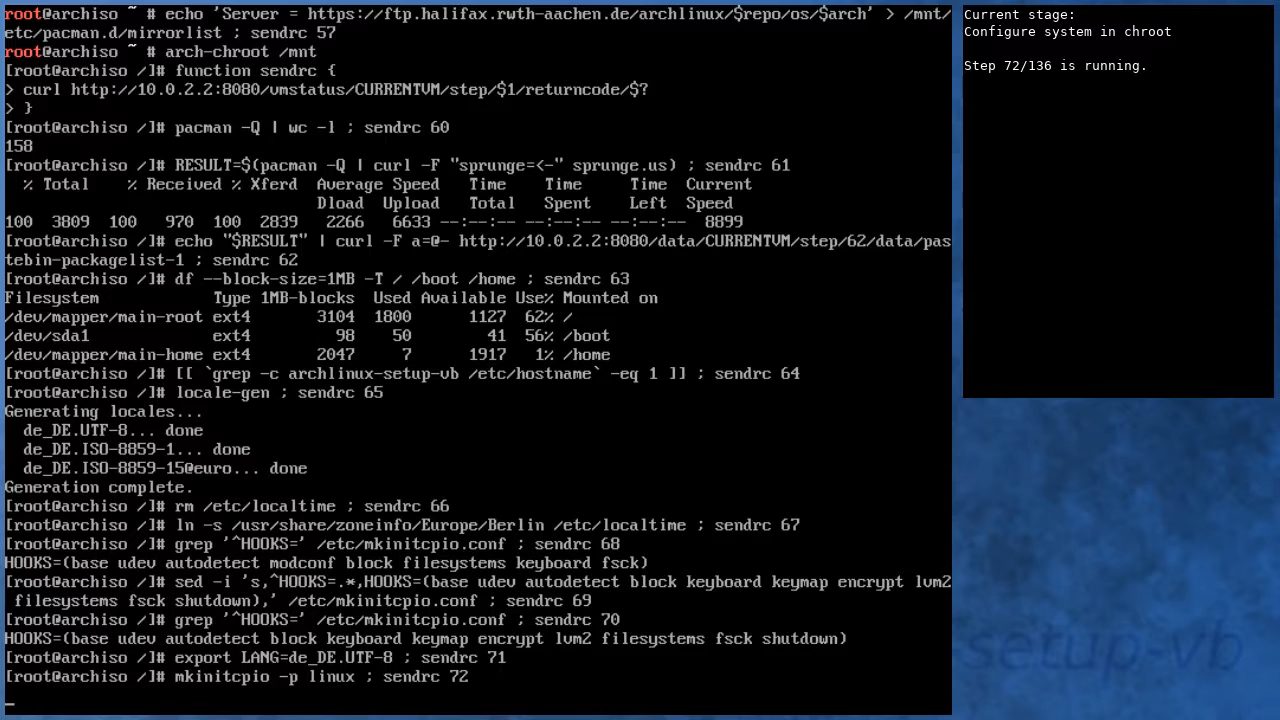 root@archiso ~ # echo 'Server = https://ftp.halifax.rwth-aachen.de/archlinux/$repo/os/$arch' > /mnt/
etc/pacman.d/mirrorlist ; sendrc 57
root@archiso ~ # arch-chroot /mnt
[root@archiso /]# function sendrc {
> curl http://10.0.2.2:8080/vmstatus/CURRENTVM/step/$1/returncode/$?
> }
[root@archiso /]# pacman -Q | wc -l ; sendrc 60
158
[root@archiso /]# RESULT=$(pacman -Q | curl -F "sprunge=<-" sprunge.us) ; sendrc 61
  % Total    % Received % Xferd  Average Speed   Time    Time     Time  Current
                                 Dload  Upload   Total   Spent    Left  Speed
100  3809  100   970  100  2839   2266   6633 --:--:-- --:--:-- --:--:--  8899
[root@archiso /]# echo "$RESULT" | curl -F a=@- http://10.0.2.2:8080/data/CURRENTVM/step/62/data/pas
tebin-packagelist-1 ; sendrc 62
[root@archiso /]# df --block-size=1MB -T / /boot /home ; sendrc 63
Filesystem            Type 1MB-blocks  Used Available Use% Mounted on
/dev/mapper/main-root ext4       3104  1800      1127  62% /
/dev/sda1             ext4         98    50        41  56% /boot
/dev/mapper/main-home ext4       2047     7      1917   1% /home
[root@archiso /]# [[ `grep -c archlinux-setup-vb /etc/hostname` -eq 1 ]] ; sendrc 64
[root@archiso /]# locale-gen ; sendrc 65
Generating locales...
  de_DE.UTF-8... done
  de_DE.ISO-8859-1... done
  de_DE.ISO-8859-15@euro... done
Generation complete.
[root@archiso /]# rm /etc/localtime ; sendrc 66
[root@archiso /]# ln -s /usr/share/zoneinfo/Europe/Berlin /etc/localtime ; sendrc 67
[root@archiso /]# grep '^HOOKS=' /etc/mkinitcpio.conf ; sendrc 68
HOOKS=(base udev autodetect modconf block filesystems keyboard fsck)
[root@archiso /]# sed -i 's,^HOOKS=.*,HOOKS=(base udev autodetect block keyboard keymap encrypt lvm2
 filesystems fsck shutdown),' /etc/mkinitcpio.conf ; sendrc 69
[root@archiso /]# grep '^HOOKS=' /etc/mkinitcpio.conf ; sendrc 70
HOOKS=(base udev autodetect block keyboard keymap encrypt lvm2 filesystems fsck shutdown)
[root@archiso /]# export LANG=de_DE.UTF-8 ; sendrc 71
[root@archiso /]# mkinitcpio -p linux ; sendrc 72
Current stage:
Configure system in chroot
Step 72/136 is running.
setup-vb